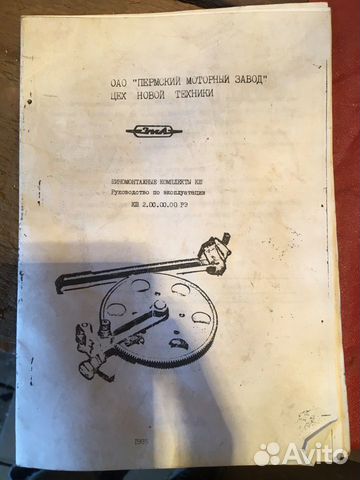 ОАО "ПЕРМСКИЙ МОТОРНЫЙ ЗАВОД"
ЦЕХ НОВОЙ ТЕХНИКИ
ЗИЛ
ШИНОМОНТАЖНЫЕ КОМПЛЕКТЫ КШ
Руководство по эксплуатации
КШ 2.00.00.00 РЭ
Avito